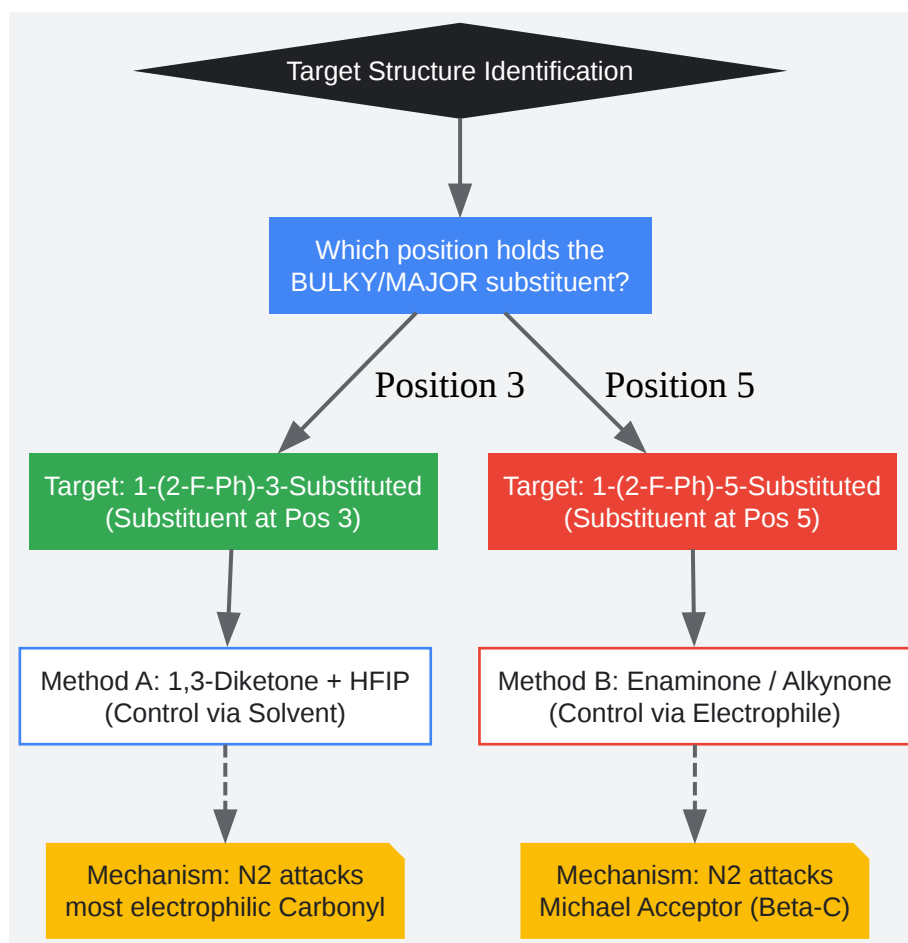 Target Structure Identification
Which position holds the
BULKY/MAJOR substituent?
Position 3
Position 5
Target: 1-(2-F-Ph)-3-Substituted
(Substituent at Pos 3)
Target: 1-(2-F-Ph)-5-Substituted
(Substituent at Pos 5)
Method A: 1,3-Diketone + HFIP
(Control via Solvent)
Method B: Enaminone / Alkynone
(Control via Electrophile)
Mechanism: N2 attacks
most electrophilic Carbonyl
Mechanism: N2 attacks
Michael Acceptor (Beta-C)